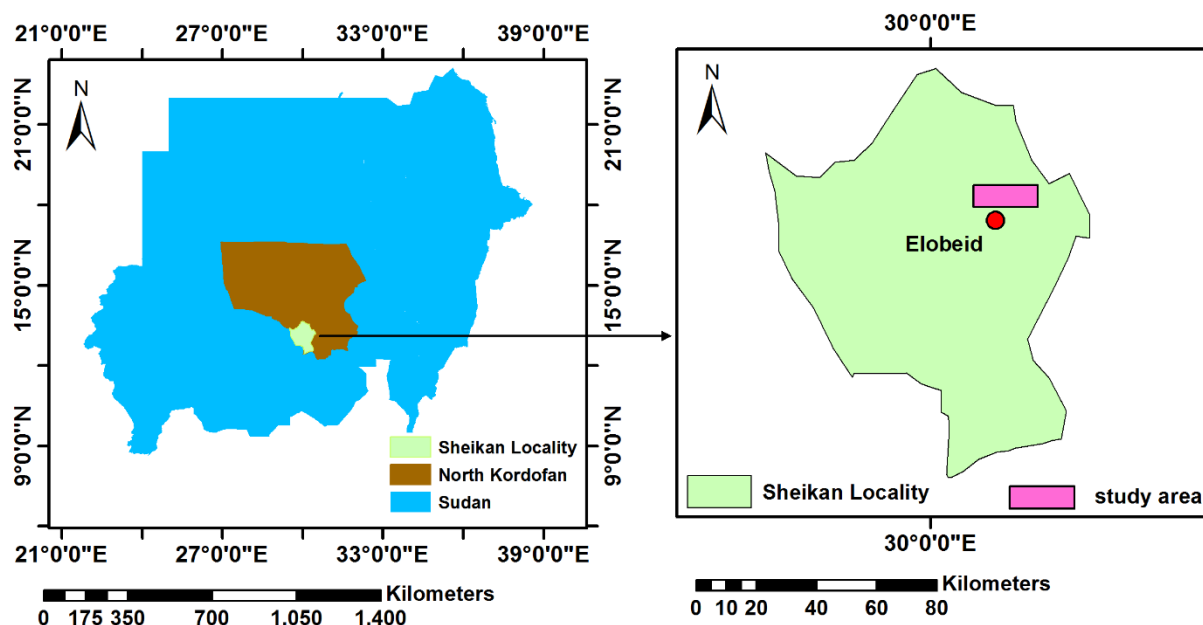 21°0'0"E 27°0'0"E 33°0'0"E 39°0'0"E
N
21°0'0"N
15°0'0"N
9°0'0"N
21°0'0"N
15°0'0"N
9°0'0"N
Sheikan Locality
North Kordofan
Sudan
21°0'0"E 27°0'0"E 33°0'0"E 39°0'0"E
Kilometers
0 175 350 700 1.050 1.400
30°0'0"E
N
Elobeid
Sheikan Locality
study area
30°0'0"E
Kilometers
0 10 20 40 60 80